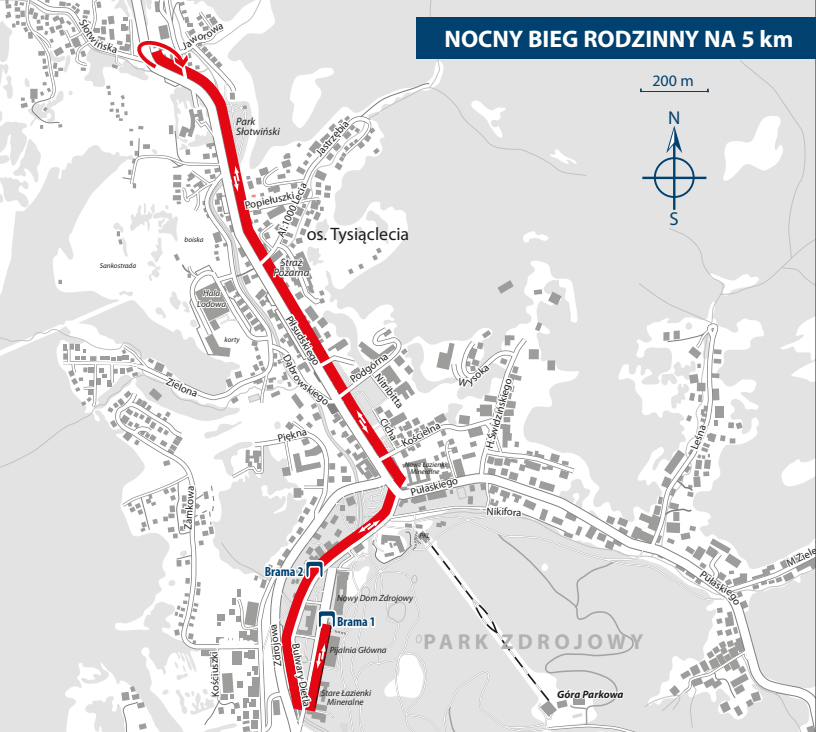 NOCNY BIEG RODZINNY NA 5 km
200 m
N
S
Słotwińska
Jaworowa
Park
Słotwiński
Jastrzębia
Popiełuszki
Al. 1000 Lecia
os. Tysiąclecia
boiska
Sankostrada
Straż
Pożarna
Hala
Lodowa
korty
Piłsudskiego
Dąbrowskiego
Zielona
Podgórna
Nitribitta
Wysoka
Cicha
Kościelna
H. Świdzińskiego
Leśna
Piękna
Nowe Łazienki
Mineralne
Pułaskiego
Zamkowa
Nikifora
PKL
M. Ziele
Brama 2
Pułaskiego
Nowy Dom Zdrojowy
Brama 1
Zdrojowa
Bulwary Dietla
PARK ZDROJOWY
Pijalnia Główna
Kościuszki
Stare Łazienki
Mineralne
Góra Parkowa